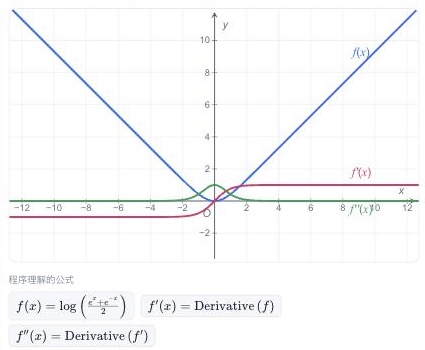 y
10
f(x)
8
6
4
2
f'(x)
x
−12 −10 −8 −6 −4 −2 O 2 4 6 8 10 12
f''(x)
−2
程序理解的公式
f(x) = log ( (e^x + e^{-x}) / 2 ) f'(x) = Derivative (f)
f''(x) = Derivative (f')